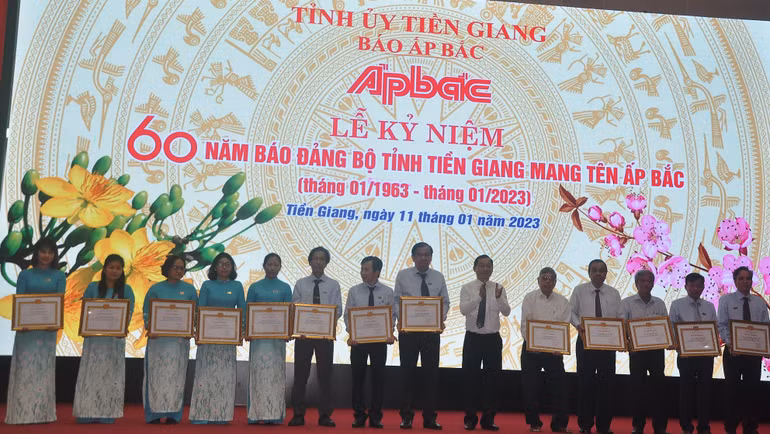 TỈNH ỦY TIỀN GIANG
BÁO ẤP BẮC
Apbac
LỄ KỶ NIỆM
60 NĂM BÁO ĐẢNG BỘ TỈNH TIỀN GIANG MANG TÊN ẤP BẮC
(tháng 01/1963 - tháng 01/2023)
Tiền Giang, ngày 11 tháng 01 năm 2023